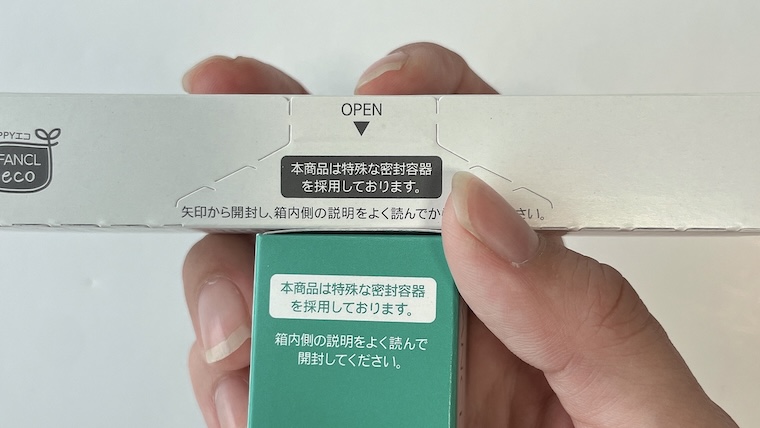 OPEN
PPYエコ
FANCL
eco
本商品は特殊な密封容器
を採用しております。
矢印から開封し、箱内側の説明をよく読んでか
さい。
本商品は特殊な密封容器
を採用しております。
箱内側の説明をよく読んで
開封してください。